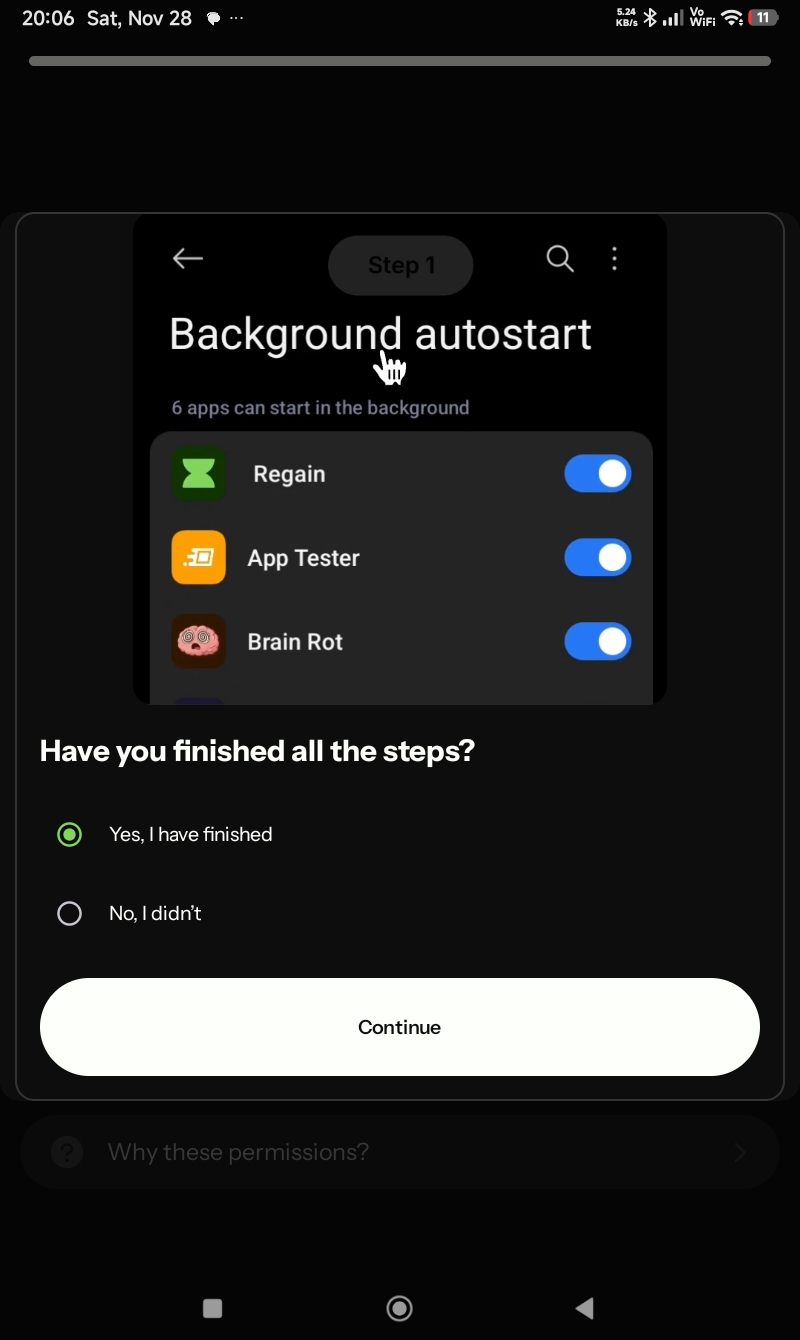 20:06 Sat, Nov 28 ...
5.24
KB/s
Vo
WiFi
11
Step 1
Background autostart
6 apps can start in the background
Regain
App Tester
Brain Rot
Have you finished all the steps?
Yes, I have finished
No, I didn’t
Continue
? Why these permissions?